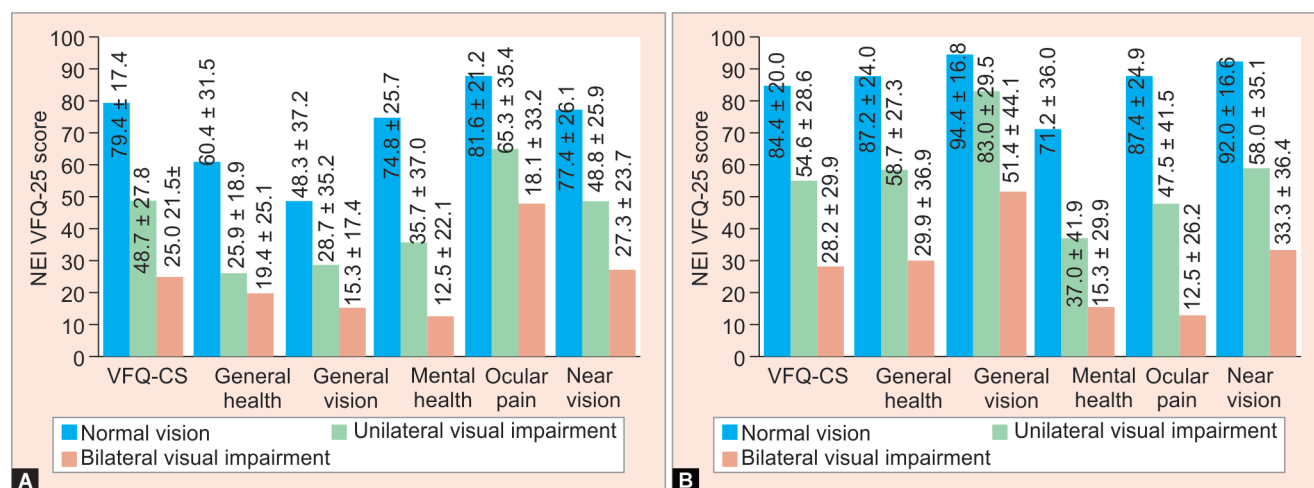 NEI VFQ-25 score
100
90
80
70
60
50
40
30
20
10
0
79.4 ± 17.4
48.7 ± 27.8
25.0 21.5±
60.4 ± 31.5
25.9 ± 18.9
19.4 ± 25.1
48.3 ± 37.2
28.7 ± 35.2
15.3 ± 17.4
74.8 ± 25.7
35.7 ± 37.0
12.5 ± 22.1
81.6 ± 21.2
65.3 ± 35.4
18.1 ± 33.2
77.4 ± 26.1
48.8 ± 25.9
27.3 ± 23.7
VFQ-CS
General health
General vision
Mental health
Ocular pain
Near vision
Normal vision
Unilateral visual impairment
Bilateral visual impairment
A
NEI VFQ-25 score
100
90
80
70
60
50
40
30
20
10
0
84.4 ± 20.0
54.6 ± 28.6
28.2 ± 29.9
87.2 ± 24.0
58.7 ± 27.3
29.9 ± 36.9
94.4 ± 16.8
83.0 ± 29.5
51.4 ± 44.1
71.2 ± 36.0
37.0 ± 41.9
15.3 ± 29.9
87.4 ± 24.9
47.5 ± 41.5
12.5 ± 26.2
92.0 ± 16.6
58.0 ± 35.1
33.3 ± 36.4
VFQ-CS
General health
General vision
Mental health
Ocular pain
Near vision
Normal vision
Unilateral visual impairment
Bilateral visual impairment
B